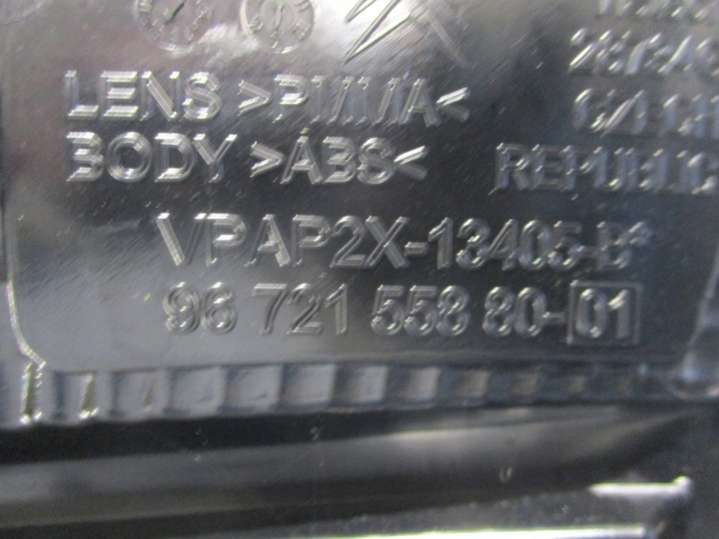 LENS >PMMA<
BODY >ABS<
REPUBLIC
VPAP2X-13405-B*
96 721 558 80-01